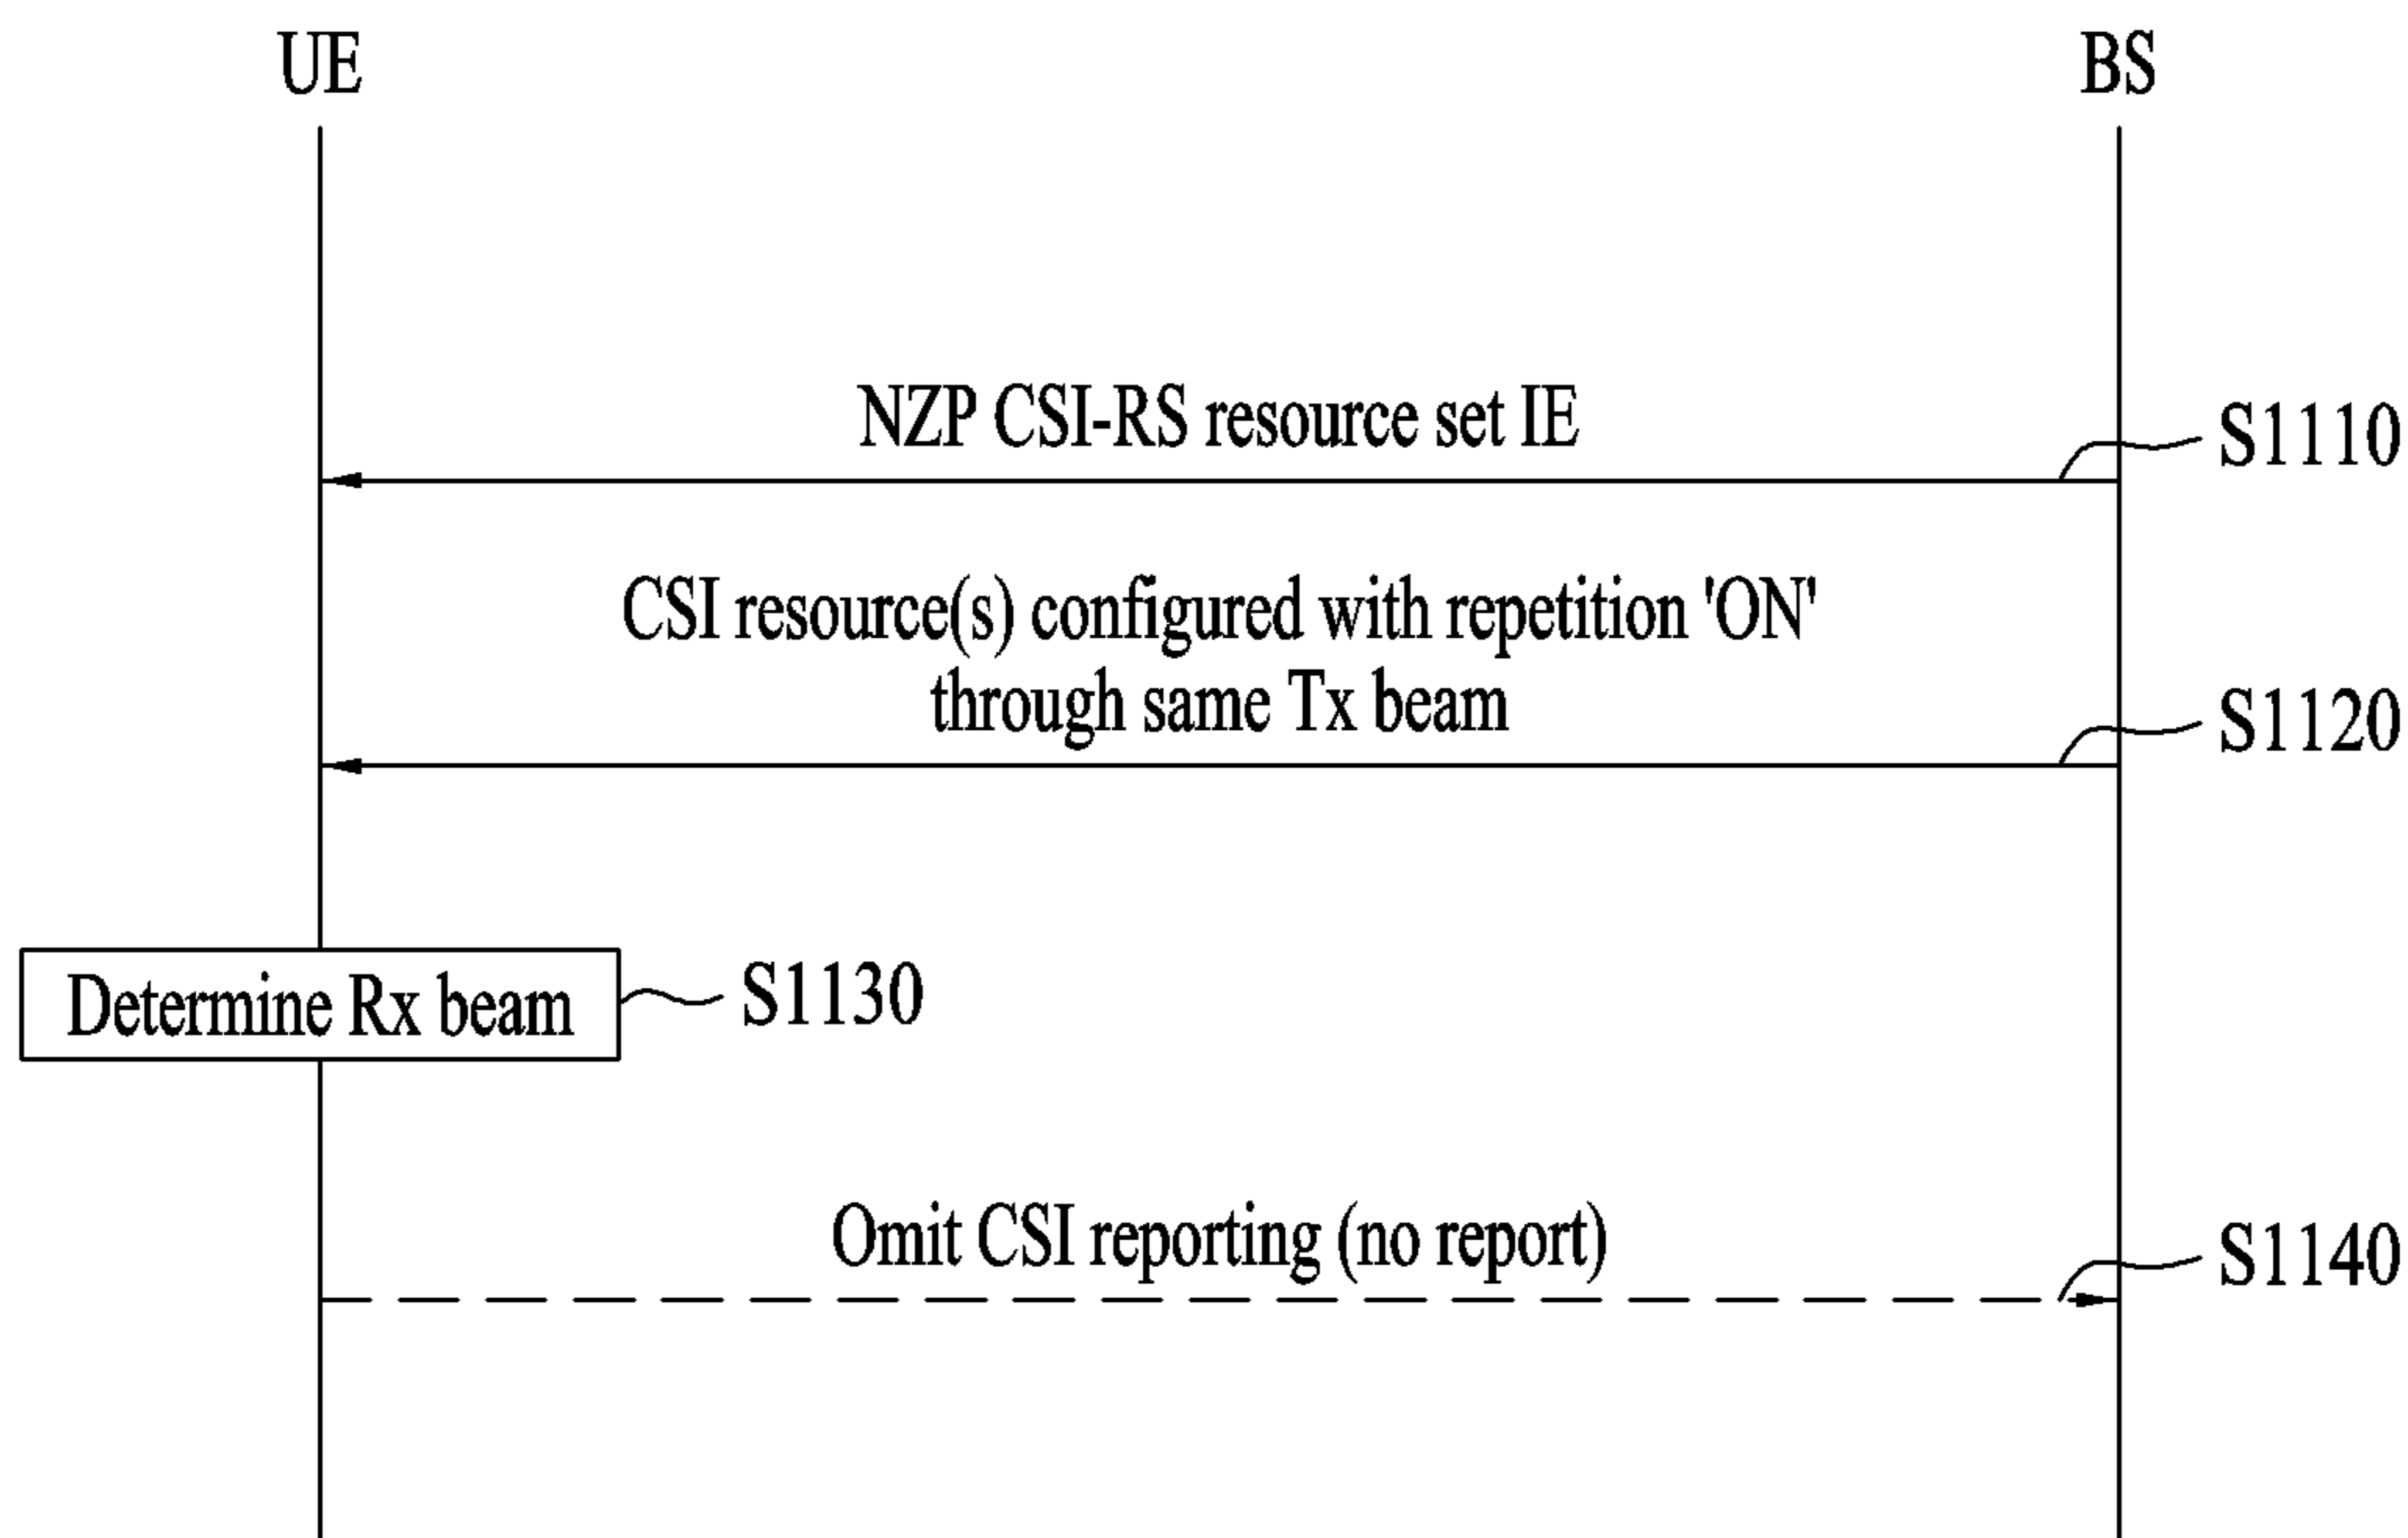 UE
BS
NZP CSI-RS resource set IE
S1110
CSI resource(s) configured with repetition 'ON'
through same Tx beam
S1120
Determine Rx beam
S1130
Omit CSI reporting (no report)
S1140